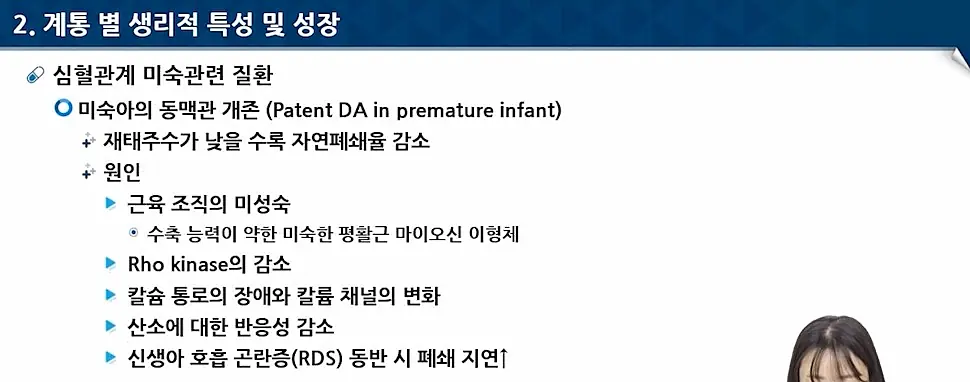 2. 계통 별 생리적 특성 및 성장
심혈관계 미숙관련 질환
미숙아의 동맥관 개존 (Patent DA in premature infant)
재태주수가 낮을 수록 자연폐쇄율 감소
원인
근육 조직의 미성숙
수축 능력이 약한 미숙한 평활근 마이오신 이형체
Rho kinase의 감소
칼슘 통로의 장애와 칼륨 채널의 변화
산소에 대한 반응성 감소
신생아 호흡 곤란증(RDS) 동반 시 폐쇄 지연↑